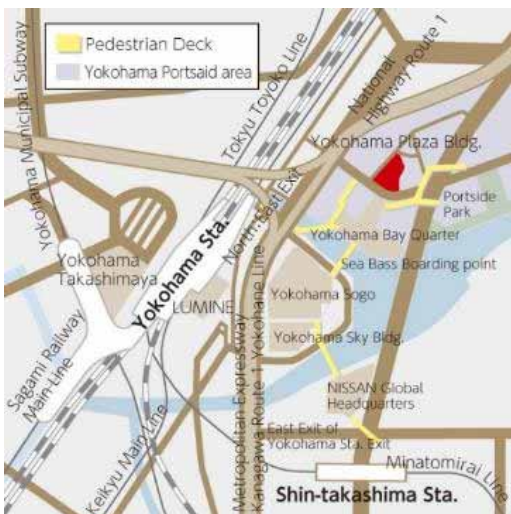 Pedestrian Deck
Yokohama Portsaid area
Yokohama Municipal Subway
Tokyu Toyoko Line
National
Highway Route 1
Yokohama Plaza Bldg.
Portside
Park
North-East Exit
Yokohama Sta.
Yokohama Bay Quarter
Sea Bass Boarding point
Yokohama
Takashimaya
LUMINE
Yokohama Sogo
Yokohama Sky Bldg.
Sagami Railway
Main Line
NISSAN Global
Headquarters
Keikyu Main Line
Metropolitan Expressway
Kanagawa Route 1 Yokohane Line
East Exit of
Yokohama Sta. Exit
Minatomirai Line
Shin-takashima Sta.